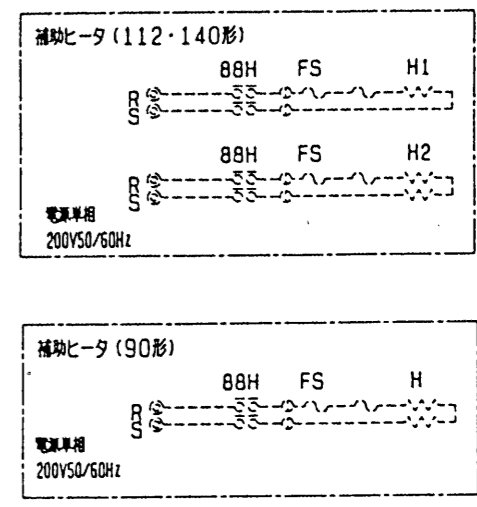 補助ヒータ (112・140形)
88H FS H1
R
S
88H FS H2
R
S
電源単相
200V50/60Hz
補助ヒータ (90形)
88H FS H
R
S
電源単相
200V50/60Hz